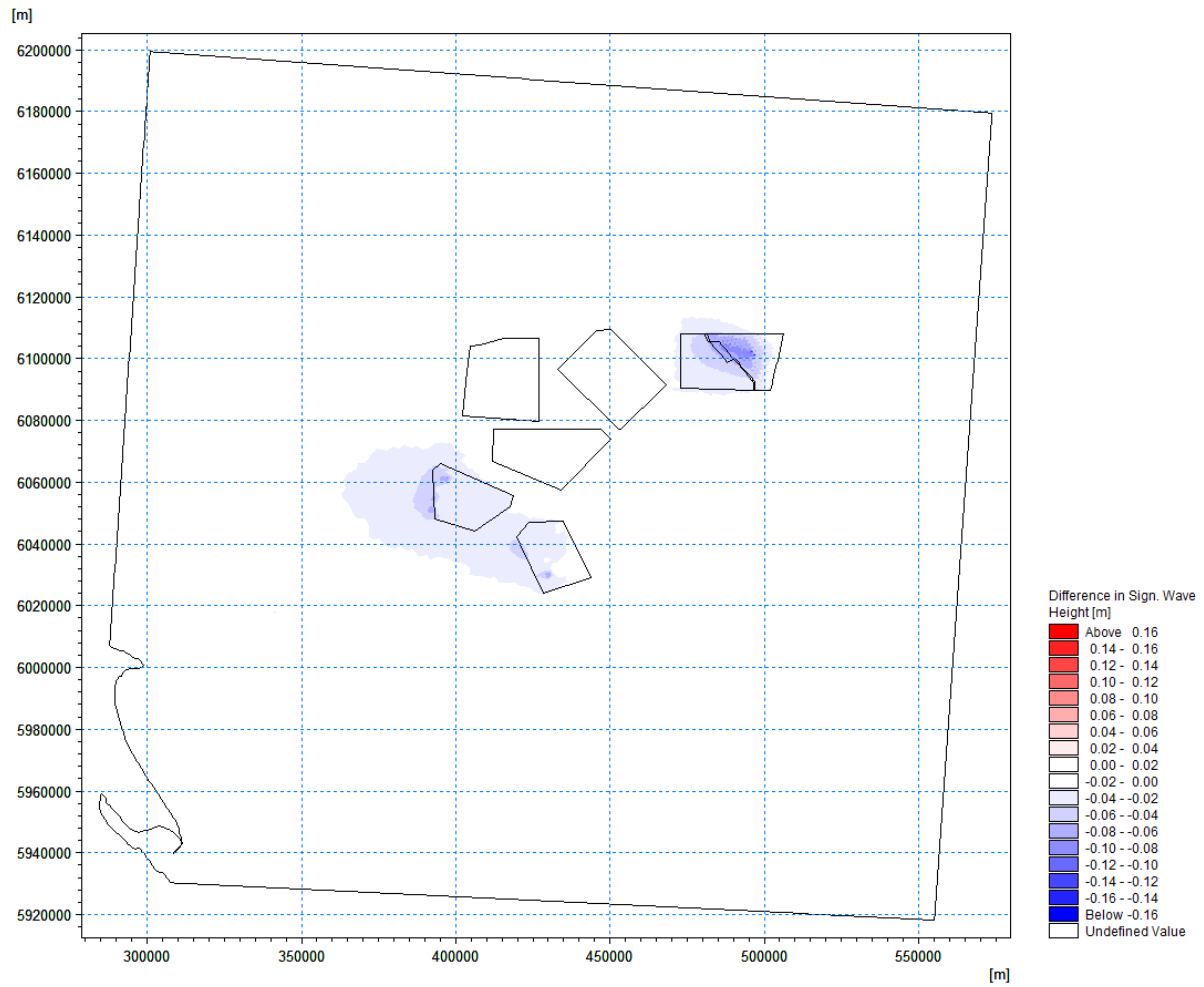 [m]
6200000
6180000
6160000
6140000
6120000
6100000
6080000
6060000
6040000
6020000
6000000
5980000
5960000
5940000
5920000
300000 350000 400000 450000 500000 550000
[m]
Difference in Sign. Wave
Height [m]
Above 0.16
0.14 - 0.16
0.12 - 0.14
0.10 - 0.12
0.08 - 0.10
0.06 - 0.08
0.04 - 0.06
0.02 - 0.04
0.00 - 0.02
-0.02 - 0.00
-0.04 - -0.02
-0.06 - -0.04
-0.08 - -0.06
-0.10 - -0.08
-0.12 - -0.10
-0.14 - -0.12
-0.16 - -0.14
Below -0.16
Undefined Value